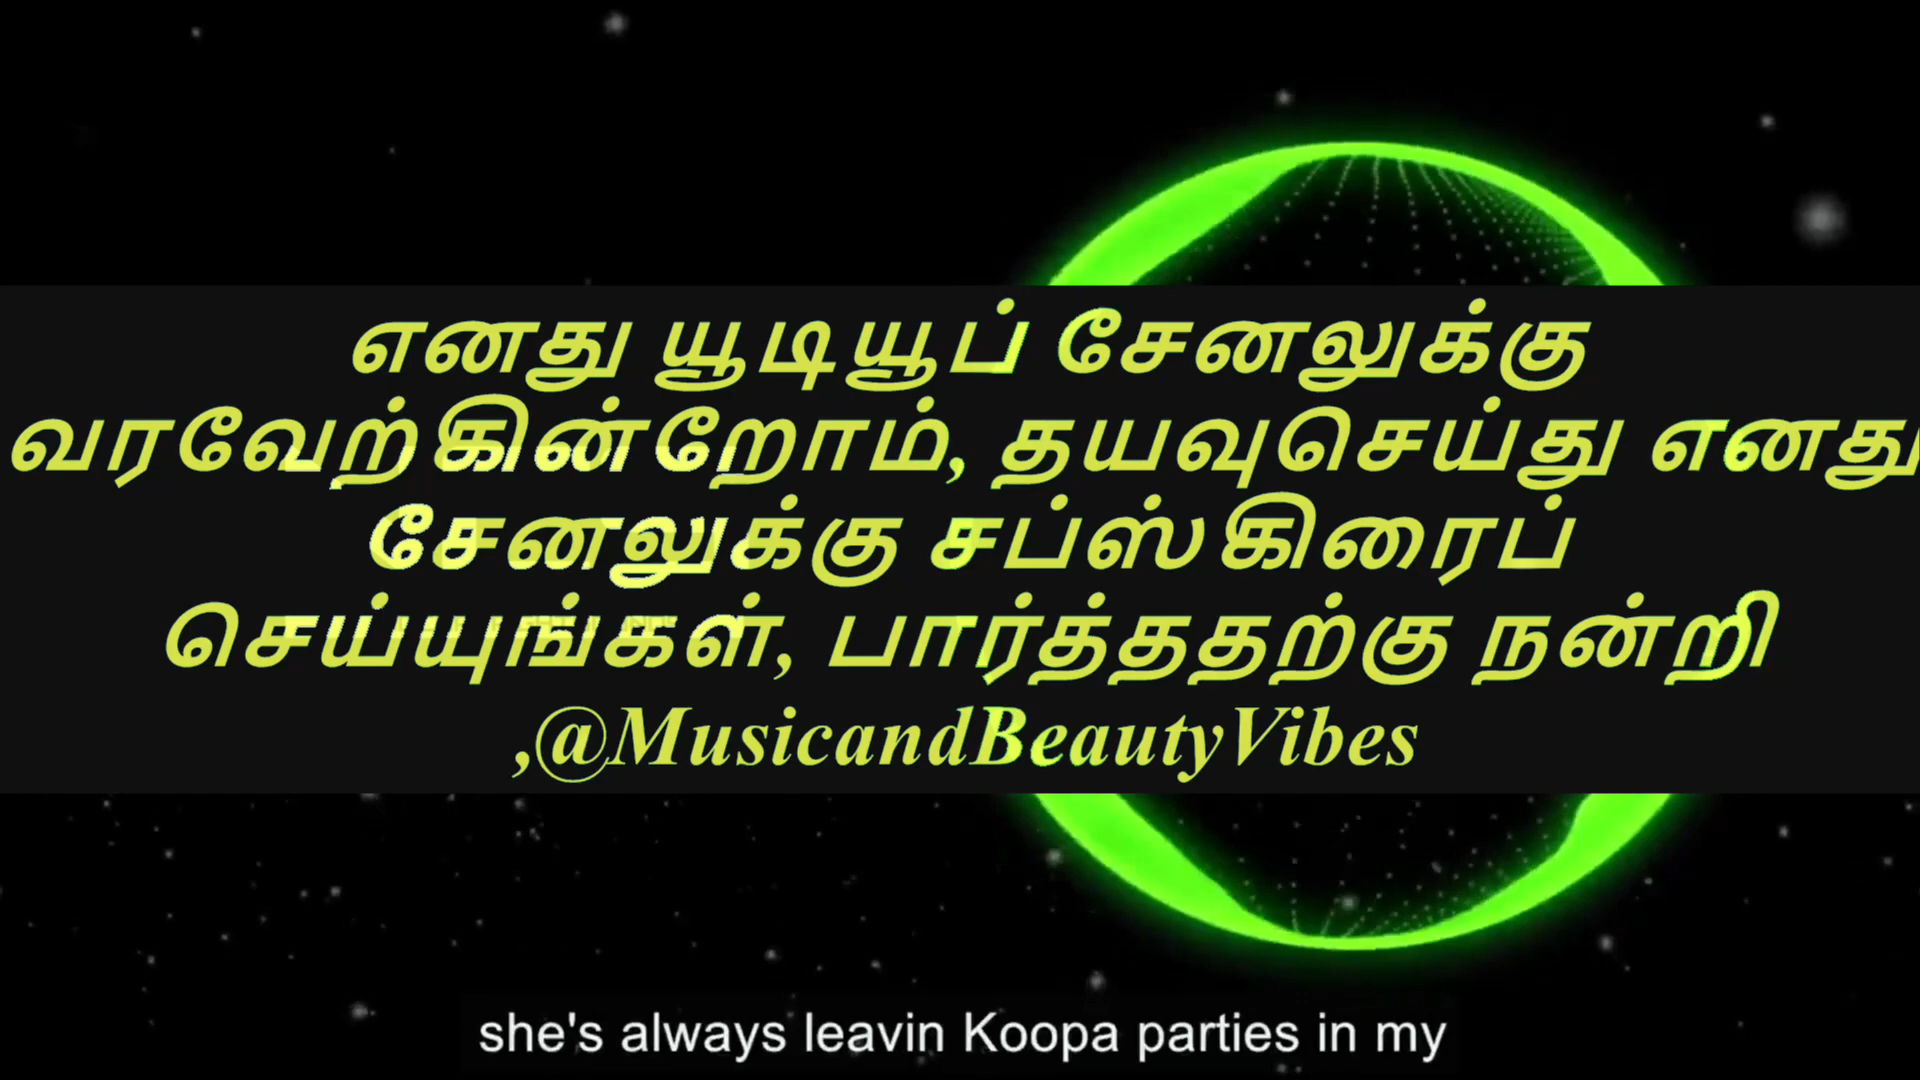 எனது யூடியூப் சேனலுக்கு
வரவேற்கின்றோம், தயவுசெய்து எனது
சேனலுக்கு சப்ஸ்கிரைப்
செய்யுங்கள், பார்த்ததற்கு நன்றி
,@MusicandBeautyVibes
she's always leavin Koopa parties in my